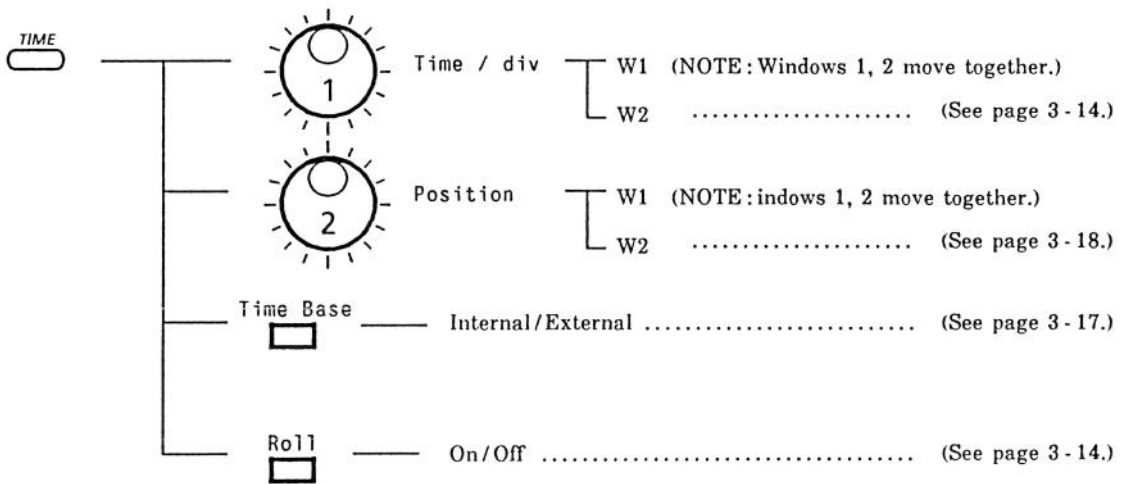 TIME
1 Time / div W1 (NOTE : Windows 1, 2 move together.)
W2 ...................... (See page 3 - 14.)
2 Position W1 (NOTE : indows 1, 2 move together.)
W2 ...................... (See page 3 - 18.)
Time Base
Internal / External ........................... (See page 3 - 17.)
Roll
On / Off ....................................... (See page 3 - 14.)